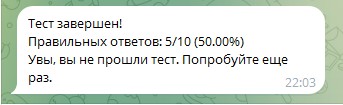 Тест завершен!
Правильных ответов: 5/10 (50.00%)
Увы, вы не прошли тест. Попробуйте еще
раз.
22:03